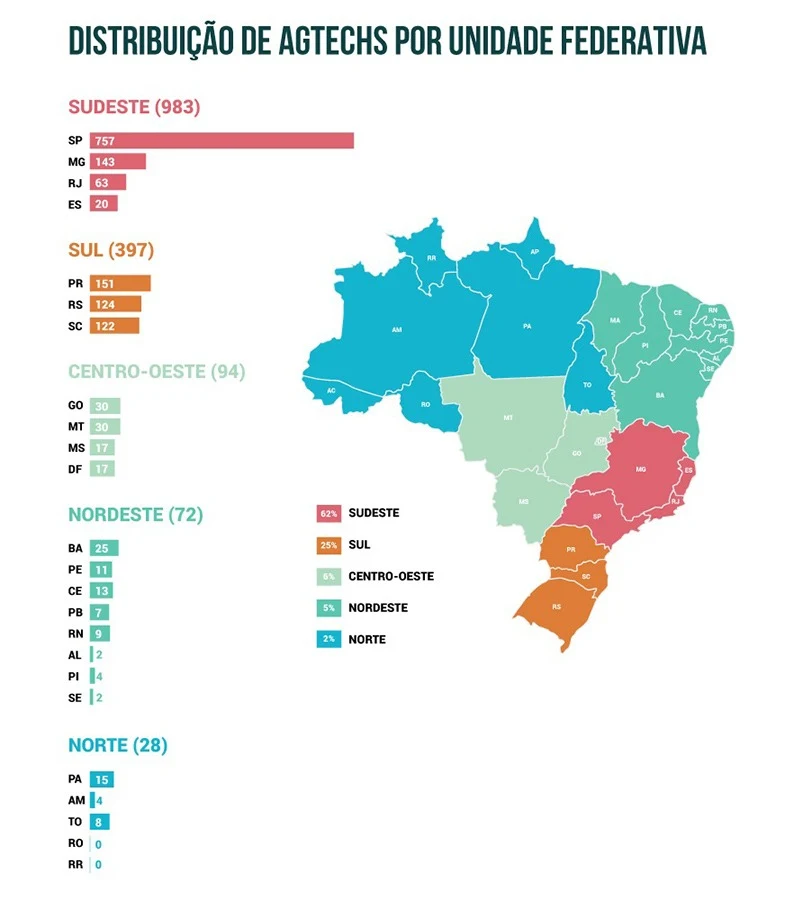 DISTRIBUIÇÃO DE AGTECHS POR UNIDADE FEDERATIVA
SUDESTE (983)
SP 757
MG 143
RJ 63
ES 20
SUL (397)
PR 151
RS 124
SC 122
CENTRO-OESTE (94)
GO 30
MT 30
MS 17
DF 17
NORDESTE (72)
BA 25
PE 11
CE 13
PB 7
RN 9
AL 2
PI 4
SE 2
NORTE (28)
PA 15
AM 4
TO 8
RO 0
RR 0
RR
AP
AM
PA
MA
CE
RN
PB
PE
PI
AL
SE
AC
RO
TO
BA
MT
DF
GO
MG
ES
MS
SP
RJ
PR
SC
RS
62% SUDESTE
25% SUL
6% CENTRO-OESTE
5% NORDESTE
2% NORTE